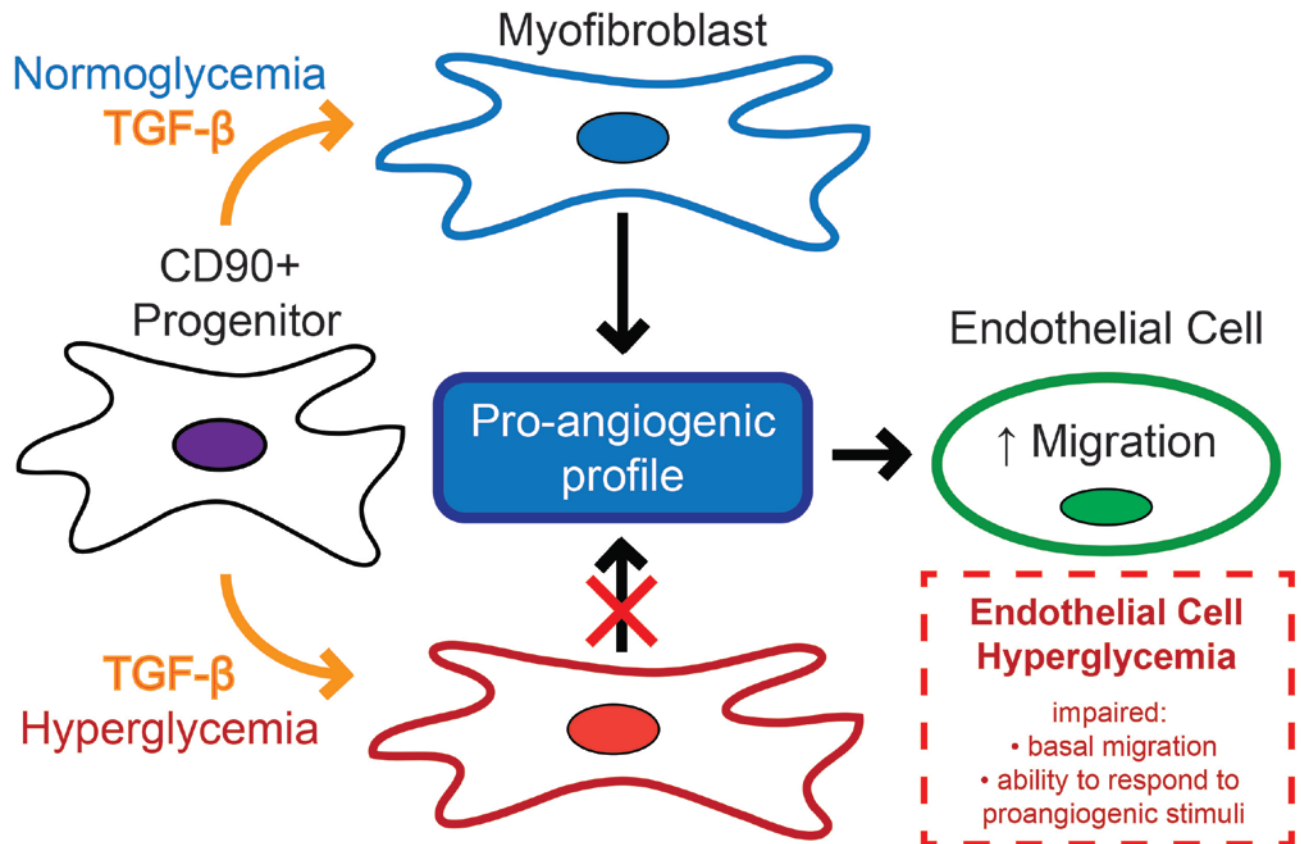 Myofibroblast
Normoglycemia
TGF-β
CD90+
Progenitor
Endothelial Cell
Pro-angiogenic
profile
↑ Migration
TGF-β
Hyperglycemia
Endothelial Cell
Hyperglycemia
impaired:
• basal migration
• ability to respond to
proangiogenic stimuli